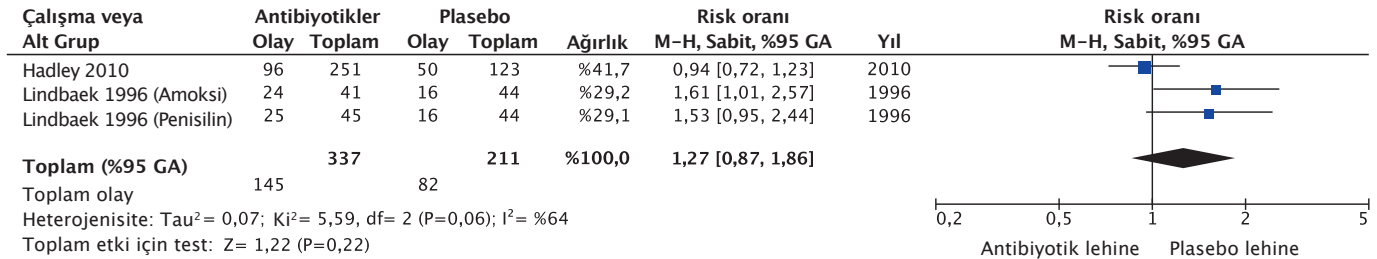 Çalışma veya Antibiyotikler Plasebo Risk oranı Risk oranı
Alt Grup Olay Toplam Olay Toplam Ağırlık M-H, Sabit, %95 GA Yıl M-H, Sabit, %95 GA
Hadley 2010 96 251 50 123 %41,7 0,94 [0,72, 1,23] 2010
Lindbaek 1996 (Amoksi) 24 41 16 44 %29,2 1,61 [1,01, 2,57] 1996
Lindbaek 1996 (Penisilin) 25 45 16 44 %29,1 1,53 [0,95, 2,44] 1996
Toplam (%95 GA) 337 211 %100,0 1,27 [0,87, 1,86]
Toplam olay 145 82
Heterojenisite: Tau²= 0,07; Ki²= 5,59, df= 2 (P=0,06); I²= %64
0,2 0,5 1 2 5
Toplam etki için test: Z= 1,22 (P=0,22)
Antibiyotik lehine Plasebo lehine